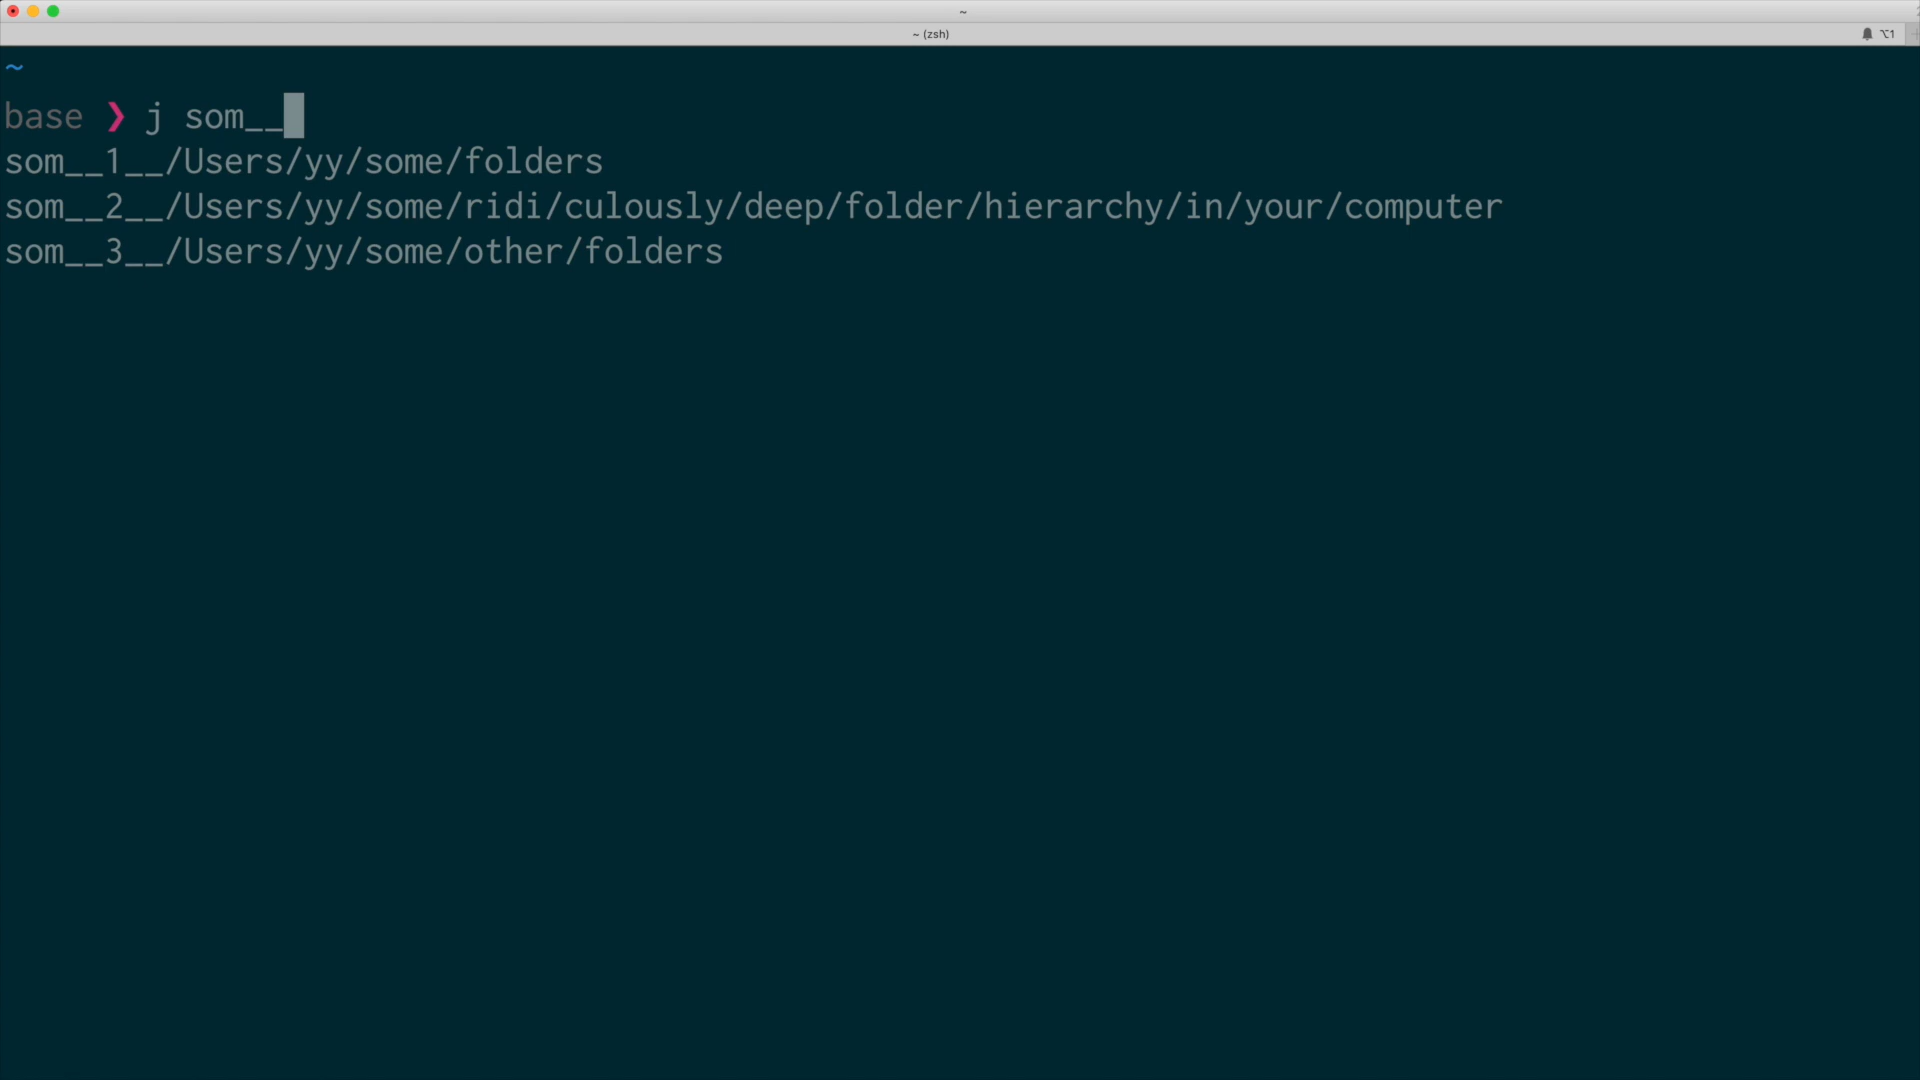 ~
~ (zsh)
⌥1
~
base ❯ j som__
som__1__/Users/yy/some/folders
som__2__/Users/yy/some/ridi/culously/deep/folder/hierarchy/in/your/computer
som__3__/Users/yy/some/other/folders